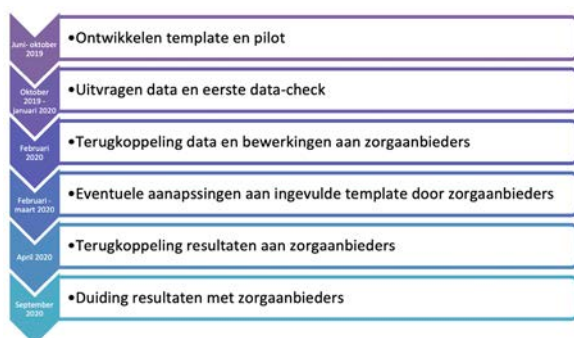 Juni- oktober
2019
•Ontwikkelen template en pilot
Oktober
2019 -
januari 2020
•Uitvragen data en eerste data-check
Februari
2020
•Terugkoppeling data en bewerkingen aan zorgaanbieders
Februari -
maart 2020
•Eventuele aanapssingen aan ingevulde template door zorgaanbieders
April 2020
•Terugkoppeling resultaten aan zorgaanbieders
September
2020
•Duiding resultaten met zorgaanbieders